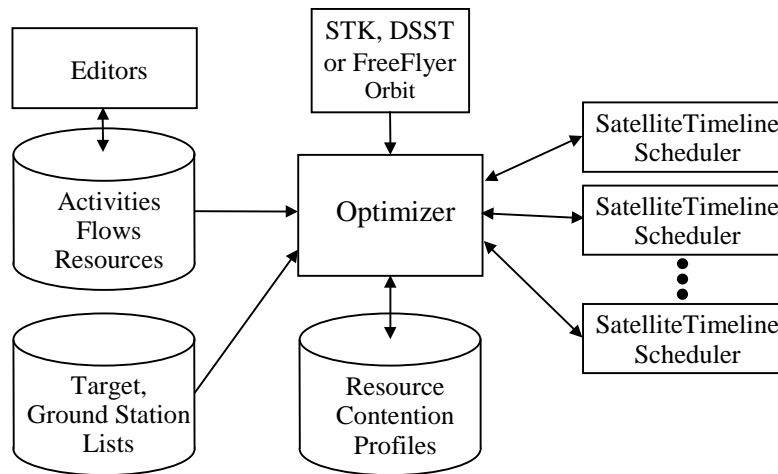 Editors
STK, DSST
or FreeFlyer
Orbit
SatelliteTimeline
Scheduler
Activities
Flows
Resources
Optimizer
SatelliteTimeline
Scheduler
SatelliteTimeline
Scheduler
Target,
Ground Station
Lists
Resource
Contention
Profiles